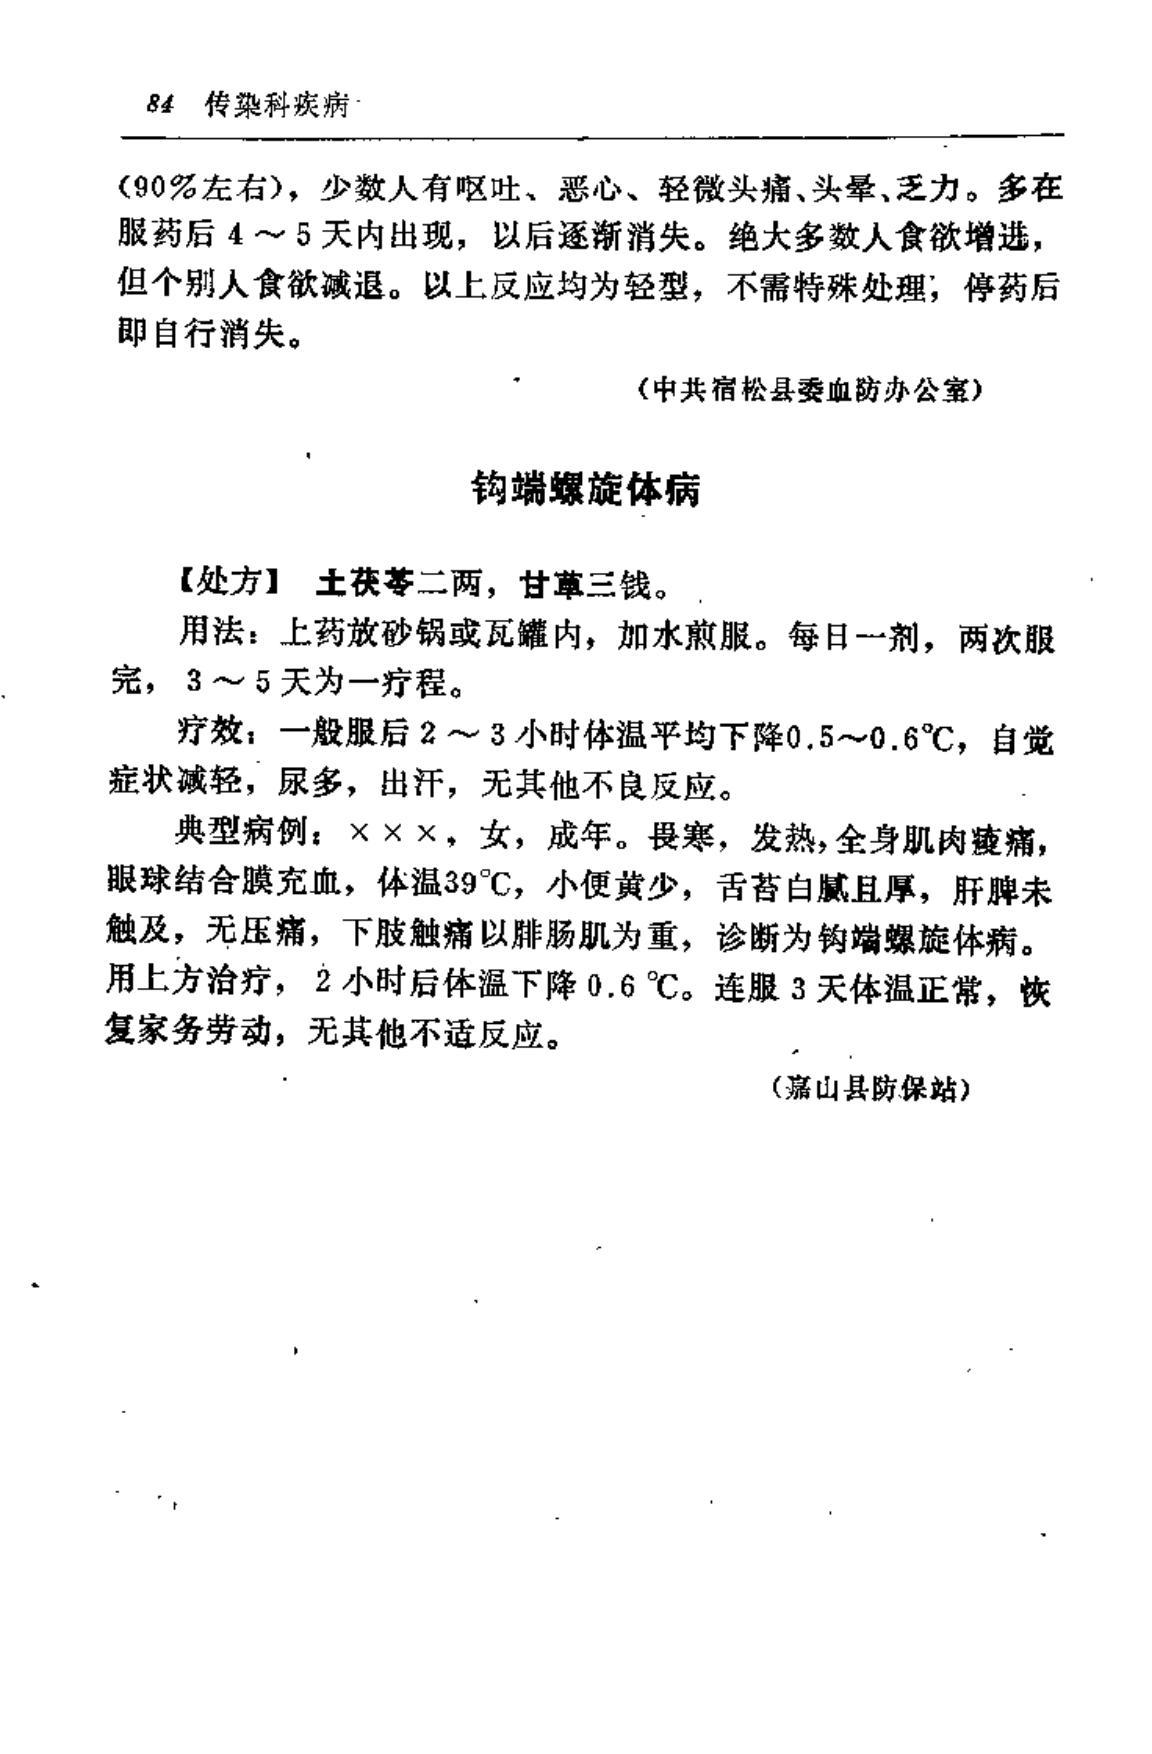 84 传染科疾病
(90%左右)，少数人有呕吐、恶心、轻微头痛、头晕、乏力。多在
服药后4～5天内出现，以后逐渐消失。绝大多数人食欲增进，
但个别人食欲减退。以上反应均为轻型，不需特殊处理，停药后
即自行消失。
(中共宿松县委血防办公室)
钩端螺旋体病
【处方】 土茯苓二两，甘草三钱。
用法：上药放砂锅或瓦罐内，加水煎服。每日一剂，两次服
完，3～5天为一疗程。
疗效：一般服后2～3小时体温平均下降0.5～0.6℃，自觉
症状减轻，尿多，出汗，无其他不良反应。
典型病例：×××，女，成年。畏寒，发热，全身肌肉痠痛，
眼球结合膜充血，体温39℃，小便黄少，舌苔白腻且厚，肝脾未
触及，无压痛，下肢触痛以腓肠肌为重，诊断为钩端螺旋体病。
用上方治疗，2小时后体温下降0.6℃。连服3天体温正常，恢
复家务劳动，无其他不适反应。
(嘉山县防保站)